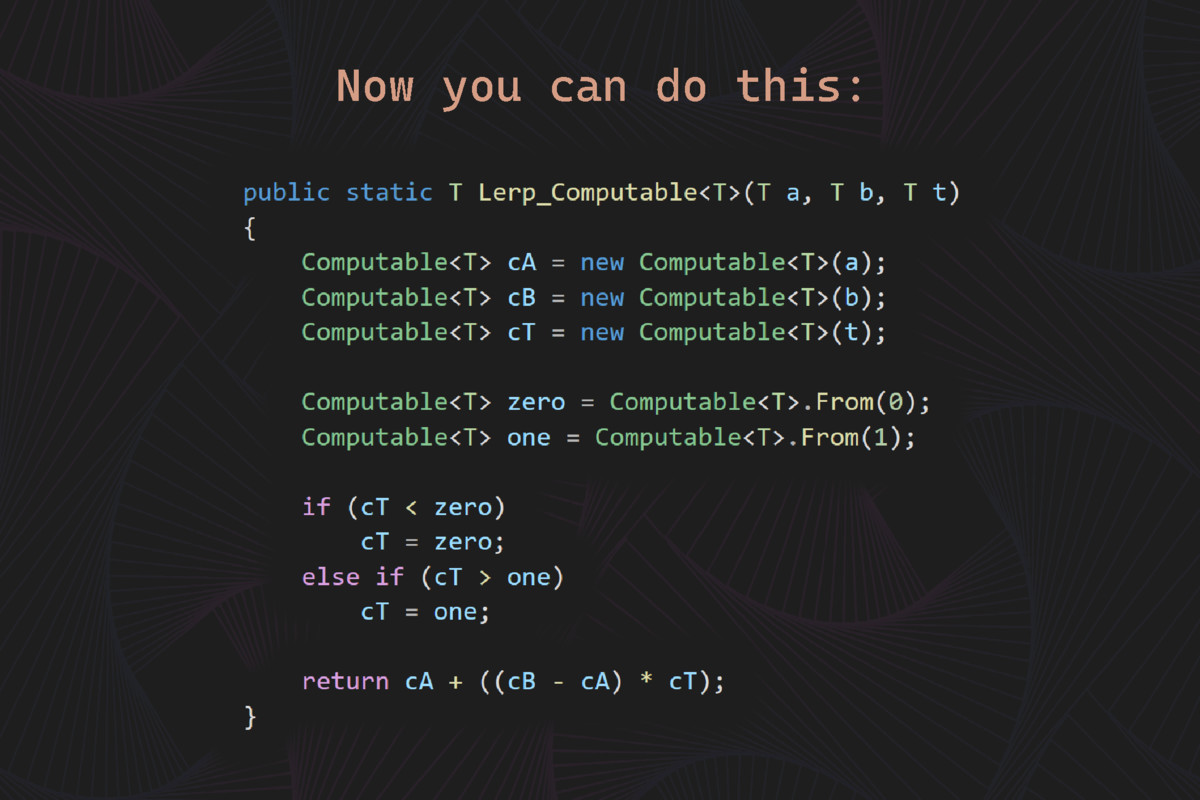 Now you can do this:
public static T Lerp_Computable<T>(T a, T b, T t)
{
    Computable<T> cA = new Computable<T>(a);
    Computable<T> cB = new Computable<T>(b);
    Computable<T> cT = new Computable<T>(t);
    Computable<T> zero = Computable<T>.From(0);
    Computable<T> one = Computable<T>.From(1);
    if (cT < zero)
        cT = zero;
    else if (cT > one)
        cT = one;
    return cA + ((cB - cA) * cT);
}